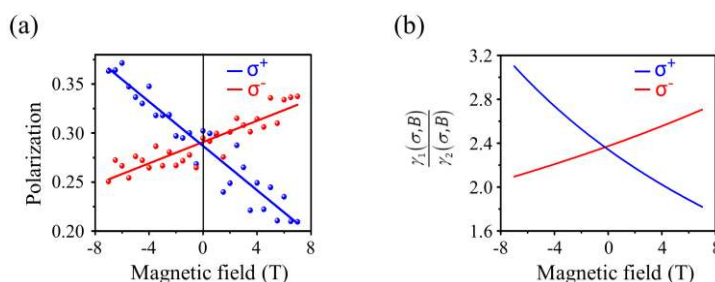 (a)
Polarization
0.35
0.30
0.25
0.20
σ+
σ-
-8 -4 0 4 8
Magnetic field (T)
(b)
γ₁(σ,B)
γ₂(σ,B)
3.2
2.8
2.4
2.0
1.6
σ+
σ-
-8 -4 0 4 8
Magnetic field (T)